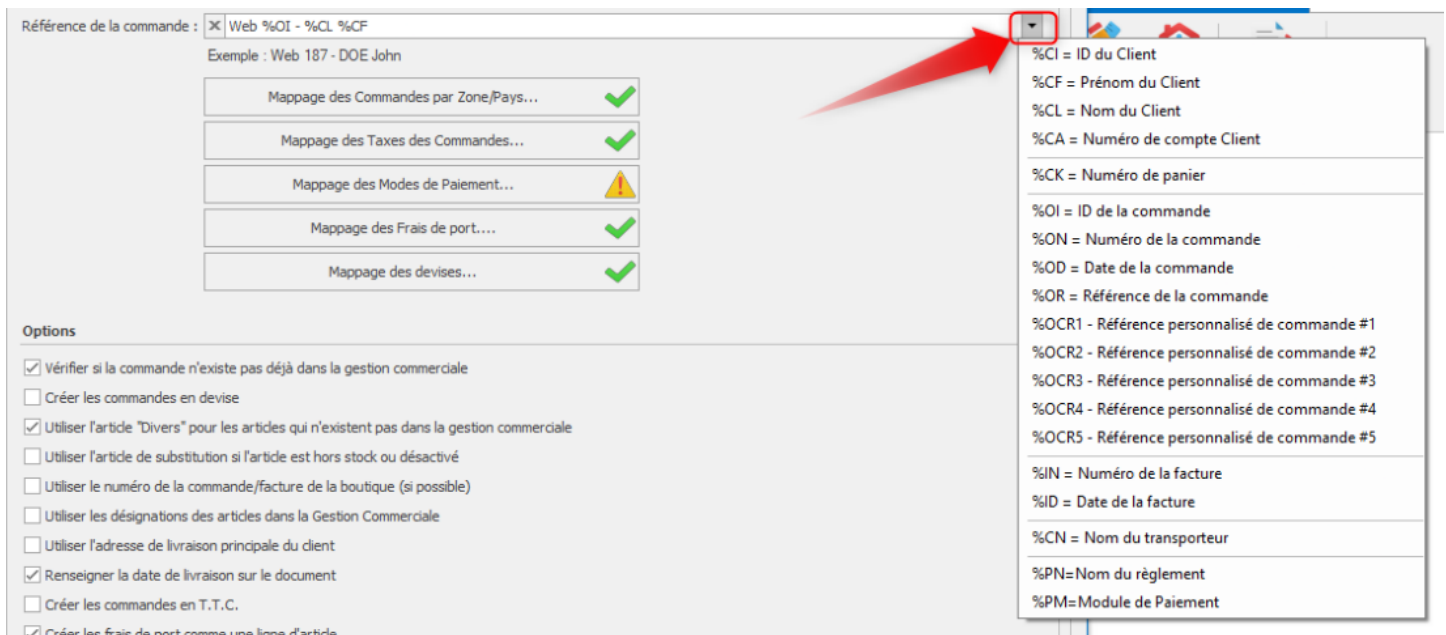 Référence de la commande : Web %OI - %CL %CF
Exemple : Web 187 - DOE John
Mappage des Commandes par Zone/Pays...
Mappage des Taxes des Commandes...
Mappage des Modes de Paiement...
Mappage des Frais de port....
Mappage des devises...
Options
Vérifier si la commande n'existe pas déjà dans la gestion commerciale
Créer les commandes en devise
Utiliser l'article "Divers" pour les articles qui n'existent pas dans la gestion commerciale
Utiliser l'article de substitution si l'article est hors stock ou désactivé
Utiliser le numéro de la commande/facture de la boutique (si possible)
Utiliser les désignations des articles dans la Gestion Commerciale
Utiliser l'adresse de livraison principale du client
Renseigner la date de livraison sur le document
Créer les commandes en T.T.C.
Créer les frais de port comme une ligne d'article
%CI = ID du Client
%CF = Prénom du Client
%CL = Nom du Client
%CA = Numéro de compte Client
%CK = Numéro de panier
%OI = ID de la commande
%ON = Numéro de la commande
%OD = Date de la commande
%OR = Référence de la commande
%OCR1 - Référence personnalisé de commande #1
%OCR2 - Référence personnalisé de commande #2
%OCR3 - Référence personnalisé de commande #3
%OCR4 - Référence personnalisé de commande #4
%OCR5 - Référence personnalisé de commande #5
%IN = Numéro de la facture
%ID = Date de la facture
%CN = Nom du transporteur
%PN=Nom du règlement
%PM=Module de Paiement